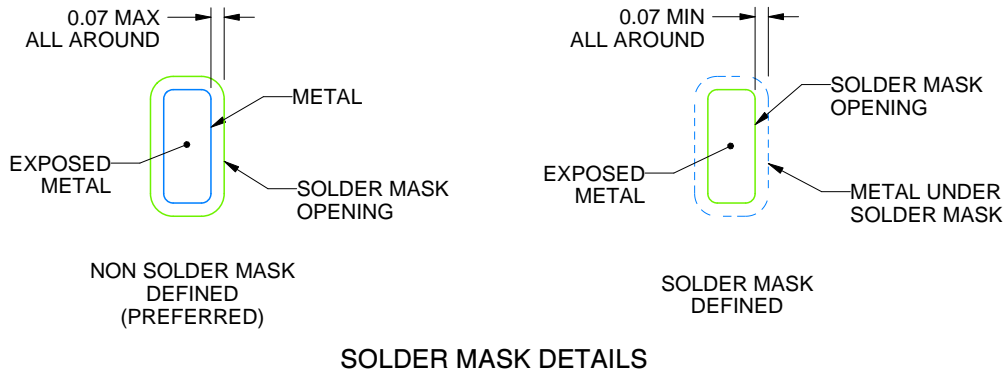 0.07 MAX
ALL AROUND
METAL
EXPOSED
METAL
SOLDER MASK
OPENING
NON SOLDER MASK
DEFINED
(PREFERRED)
0.07 MIN
ALL AROUND
SOLDER MASK
OPENING
EXPOSED
METAL
METAL UNDER
SOLDER MASK
SOLDER MASK
DEFINED
SOLDER MASK DETAILS